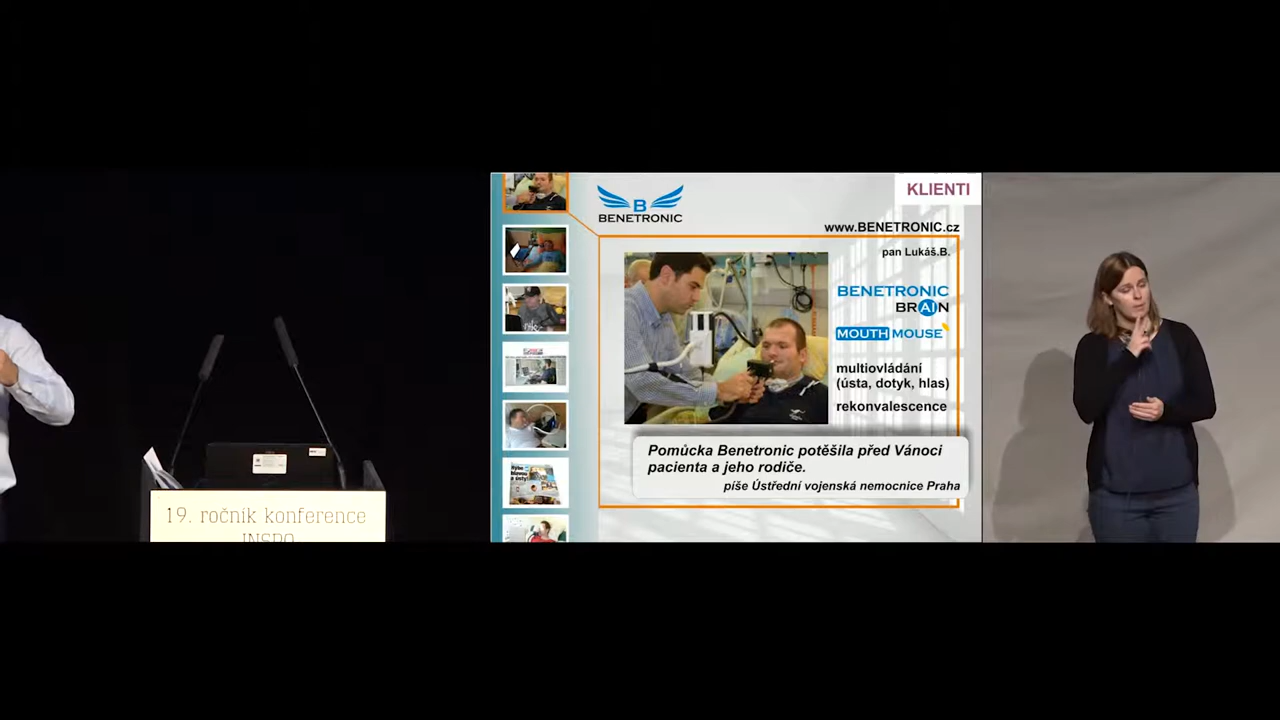 KLIENTI
B
BENETRONIC
www.BENETRONIC.cz
pan Lukáš.B.
BENETRONIC
BRAIN
MOUTH MOUSE
multiovládání
(ústa, dotyk, hlas)
rekonvalescence
Pomůcka Benetronic potěšila před Vánoci
pacienta a jeho rodiče.
píše Ústřední vojenská nemocnice Praha
19. ročník konference
INSPO